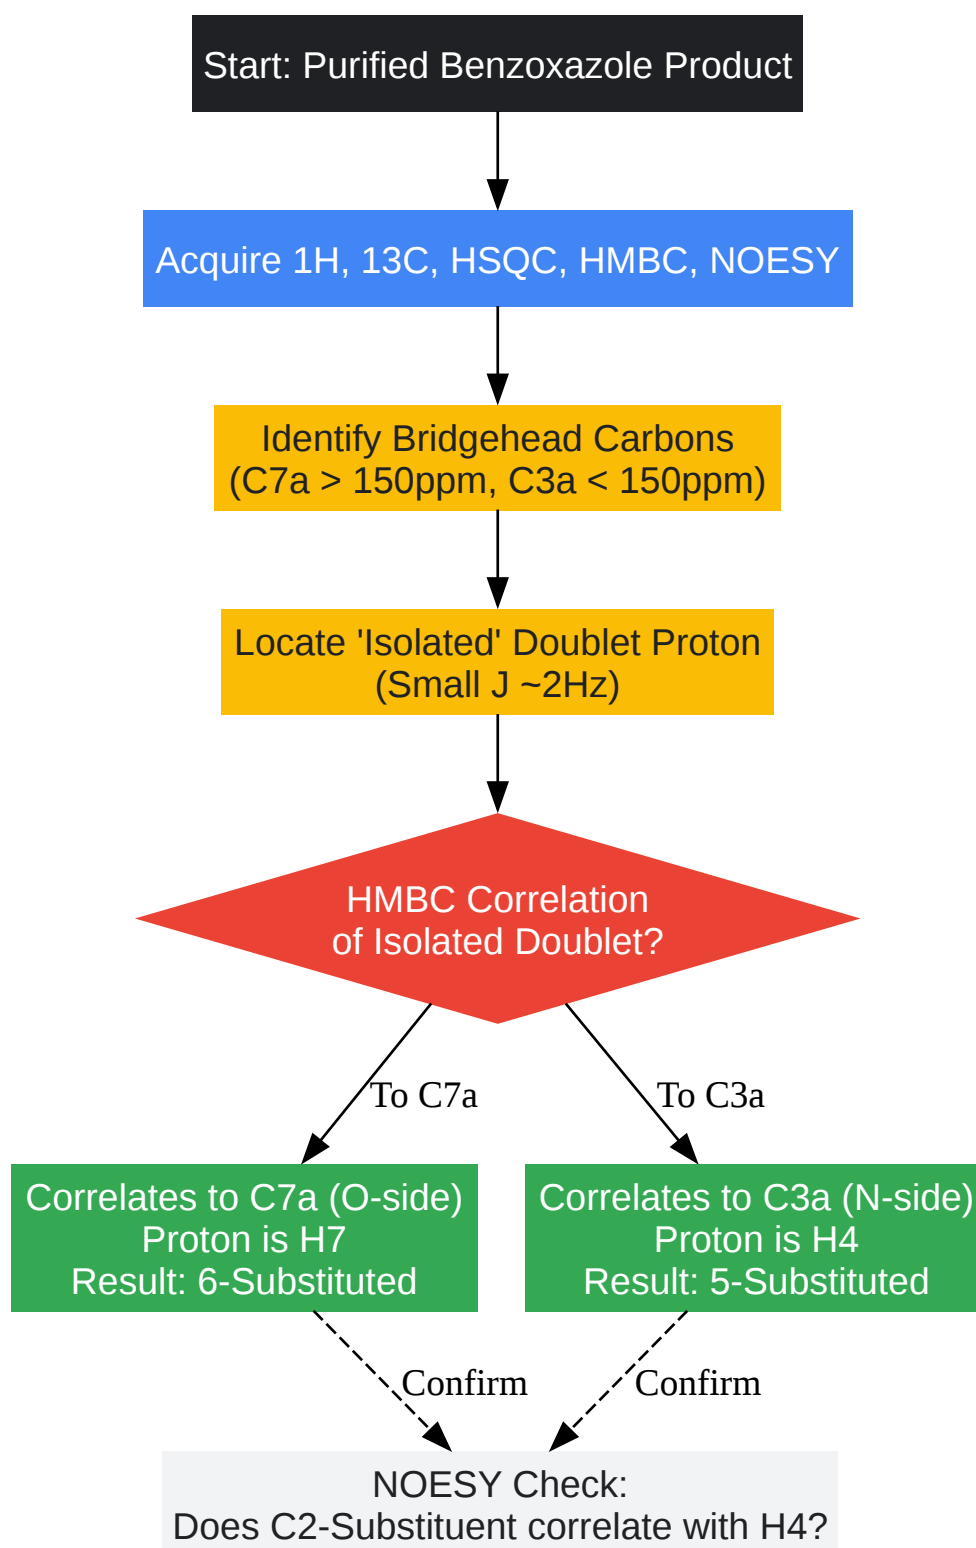 Start: Purified Benzoxazole Product
Acquire 1H, 13C, HSQC, HMBC, NOESY
Identify Bridgehead Carbons
(C7a > 150ppm, C3a < 150ppm)
Locate 'Isolated' Doublet Proton
(Small J ~2Hz)
HMBC Correlation
of Isolated Doublet?
To C7a
To C3a
Correlates to C7a (O-side)
Proton is H7
Result: 6-Substituted
Correlates to C3a (N-side)
Proton is H4
Result: 5-Substituted
Confirm
Confirm
NOESY Check:
Does C2-Substituent correlate with H4?